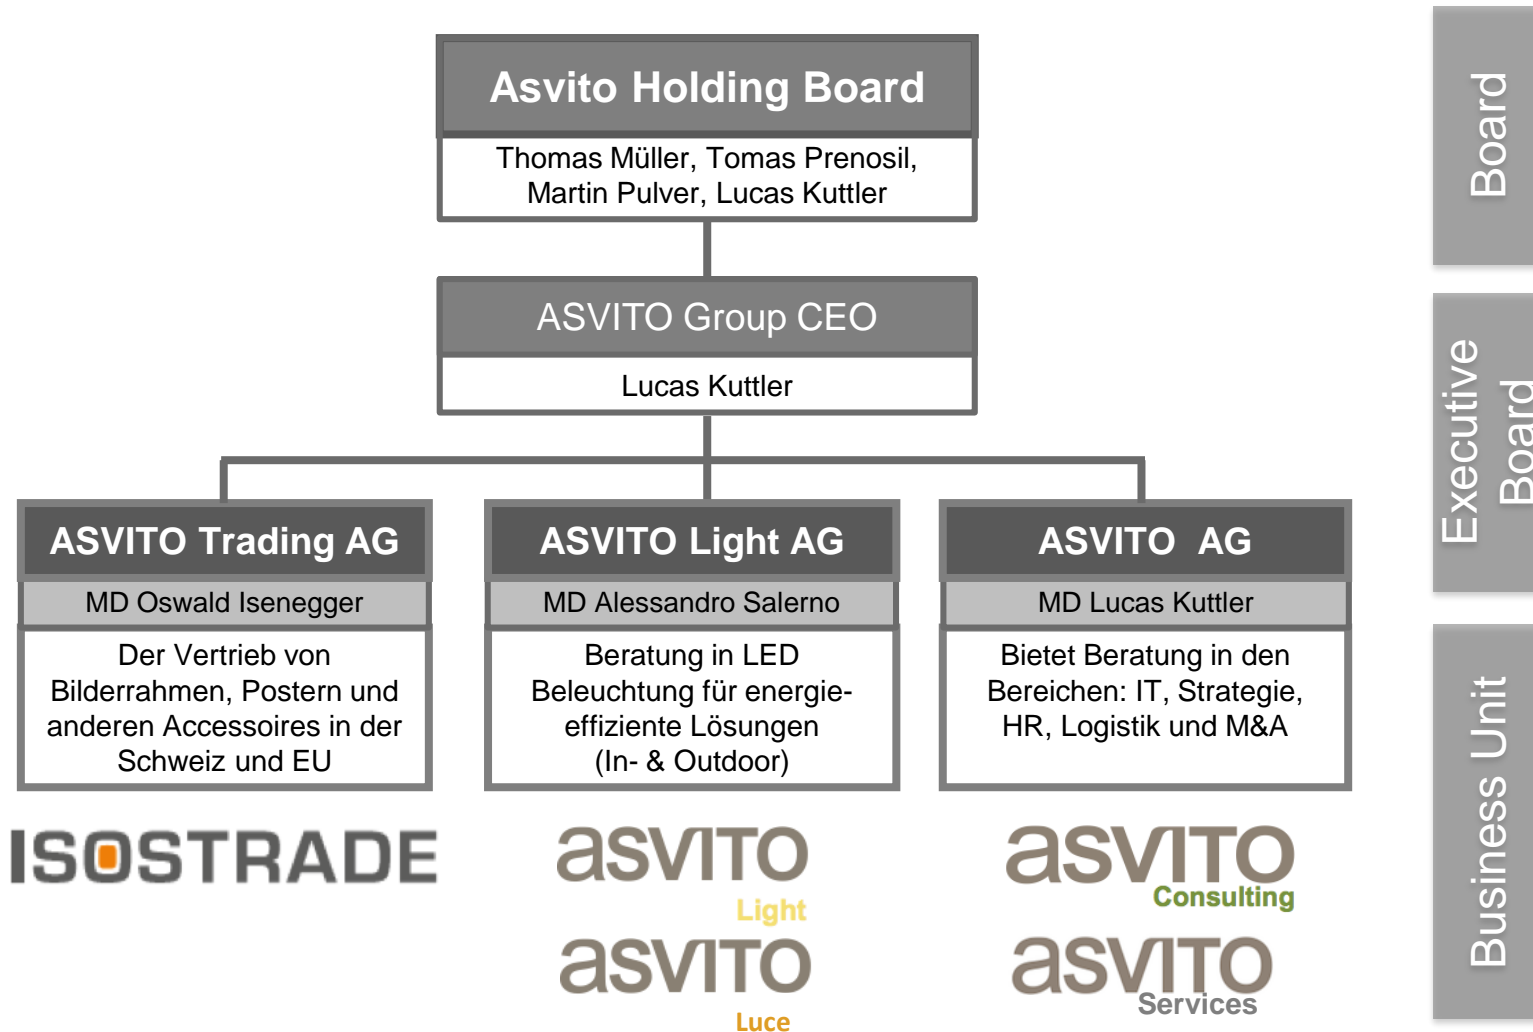 Asvito Holding Board
Thomas Müller, Tomas Prenosil,
Martin Pulver, Lucas Kuttler
Board
ASVITO Group CEO
Lucas Kuttler
Executive
Board
ASVITO Trading AG
MD Oswald Isenegger
Der Vertrieb von
Bilderrahmen, Postern und
anderen Accessoires in der
Schweiz und EU
ASVITO Light AG
MD Alessandro Salerno
Beratung in LED
Beleuchtung für energie-
effiziente Lösungen
(In- & Outdoor)
ASVITO AG
MD Lucas Kuttler
Bietet Beratung in den
Bereichen: IT, Strategie,
HR, Logistik und M&A
Business Unit
ISOSTRADE
asvito
Light
asvito
Luce
asvito
Consulting
asvito
Services